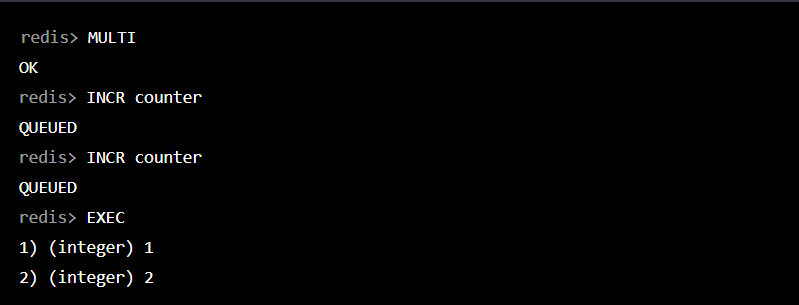 redis> MULTI
OK
redis> INCR counter
QUEUED
redis> INCR counter
QUEUED
redis> EXEC
1) (integer) 1
2) (integer) 2